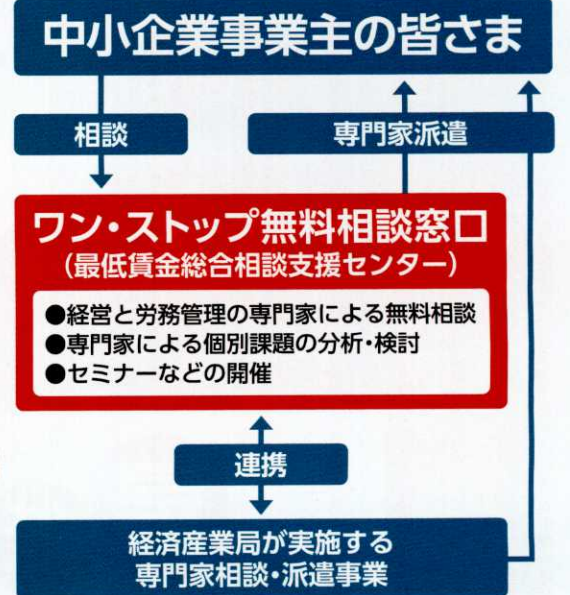 中小企業事業主の皆さま
相談
専門家派遣
ワン・ストップ無料相談窓口
(最低賃金総合相談支援センター)
●経営と労務管理の専門家による無料相談
●専門家による個別課題の分析・検討
●セミナーなどの開催
連携
経済産業局が実施する
専門家相談・派遣事業